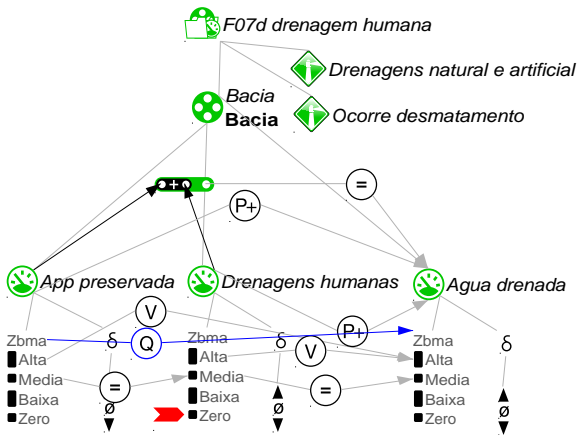 F07d drenagem humana
Drenagens natural e artificial
Bacia
Bacia
Ocorre desmatamento
+
=
P+
App preservada
Drenagens humanas
Agua drenada
V
P+
Zbma
δ
Q
Zbma
δ
V
Zbma
δ
Alta
Alta
Alta
Media
=
Media
=
Media
Baixa
ø
Baixa
ø
Baixa
ø
Zero
Zero
Zero